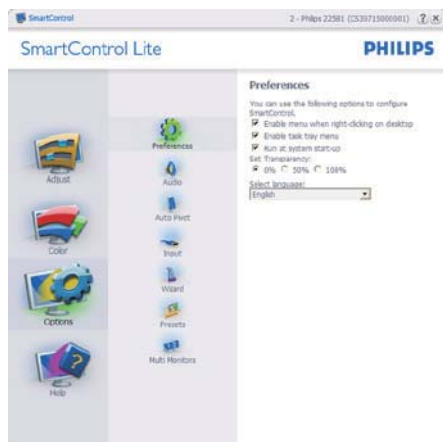 SmartControl
2 - Philips 225B1 (CS39715000001)
SmartControl Lite
PHILIPS
Adjust
Color
Options
Help
Preferences
Audio
Auto Pivot
Input
Wizard
Presets
Multi Monitors
Preferences
You can use the following options to configure
SmartControl.
Enable menu when right-clicking on desktop
Enable task tray menu
Run at system start-up
Set Transparency:
0% 50% 100%
Select language:
English